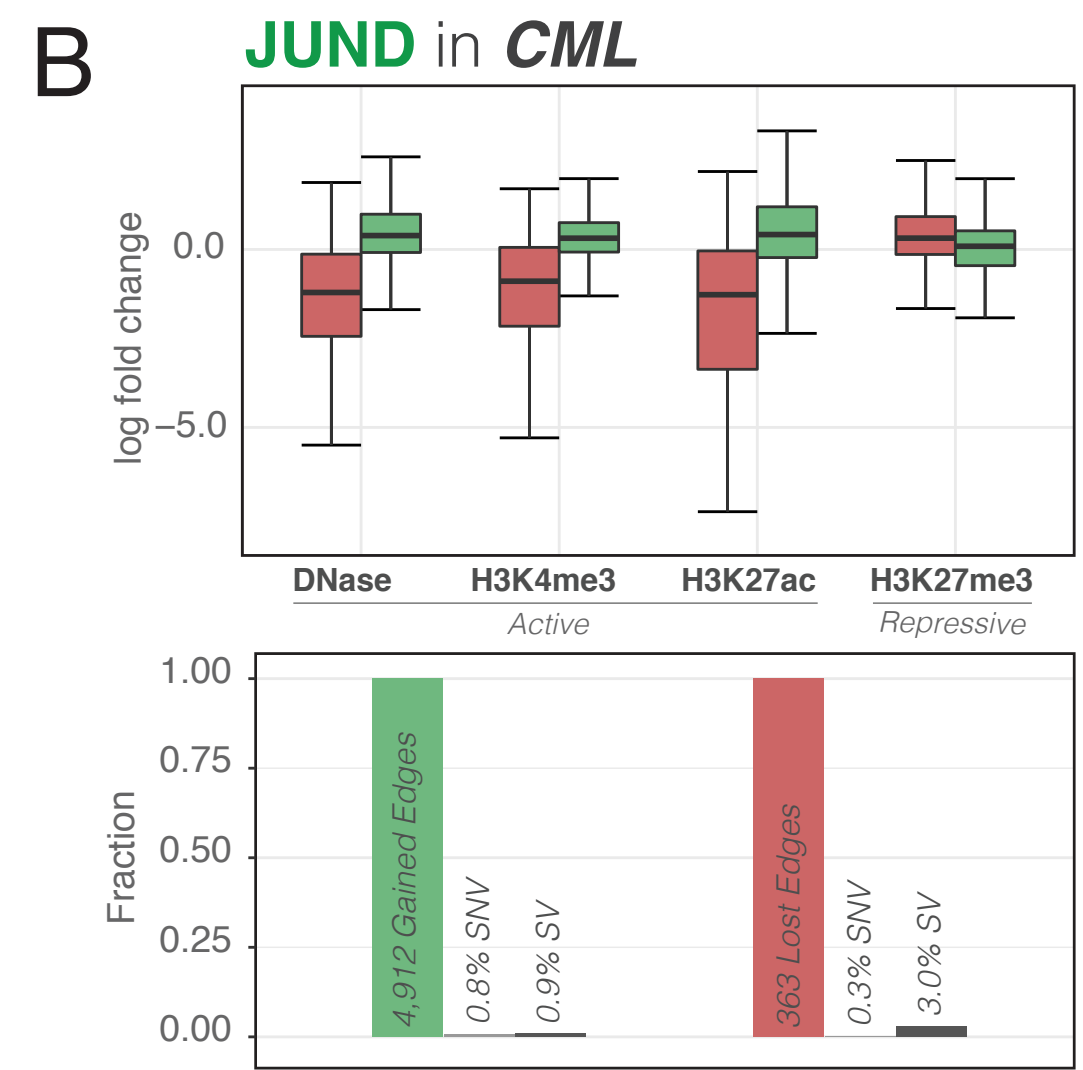 B
JUND in CML
log fold change
0.0
−5.0
DNase H3K4me3 H3K27ac H3K27me3
Active Repressive
Fraction
1.00
0.75
0.50
0.25
0.00
4,912 Gained Edges
0.8% SNV
0.9% SV
363 Lost Edges
0.3% SNV
3.0% SV